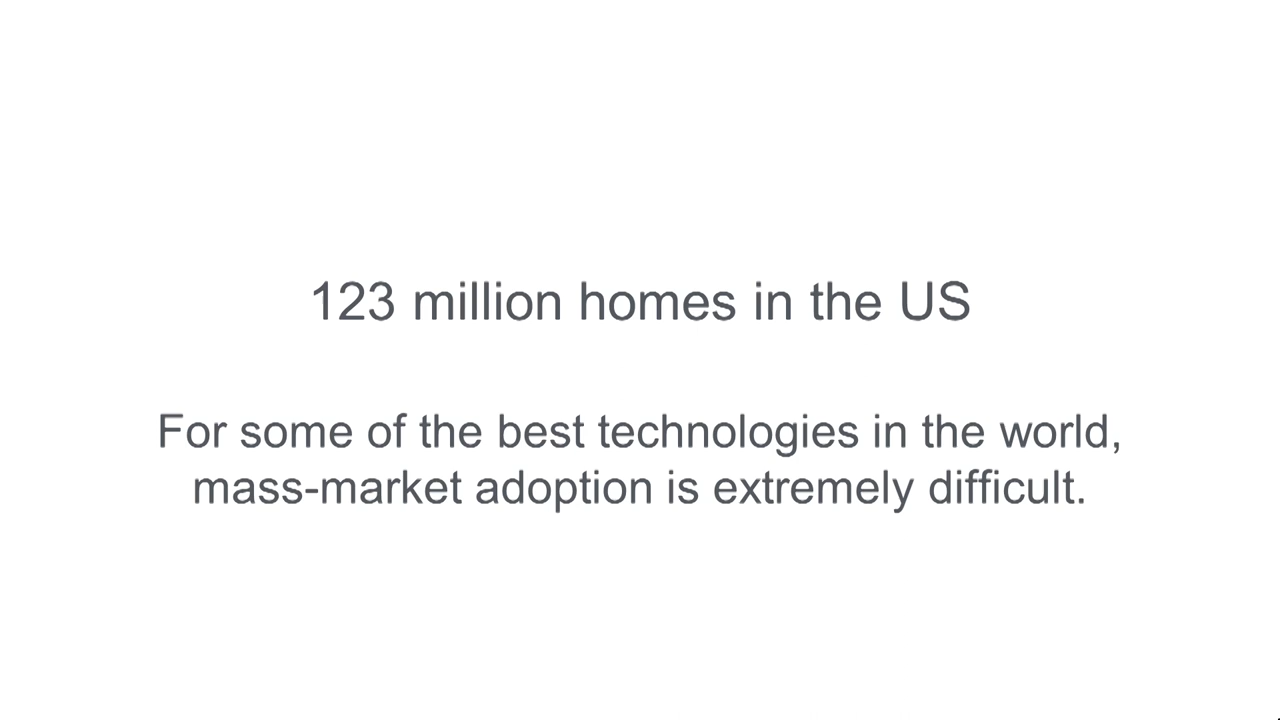 123 million homes in the US
For some of the best technologies in the world,
mass-market adoption is extremely difficult.